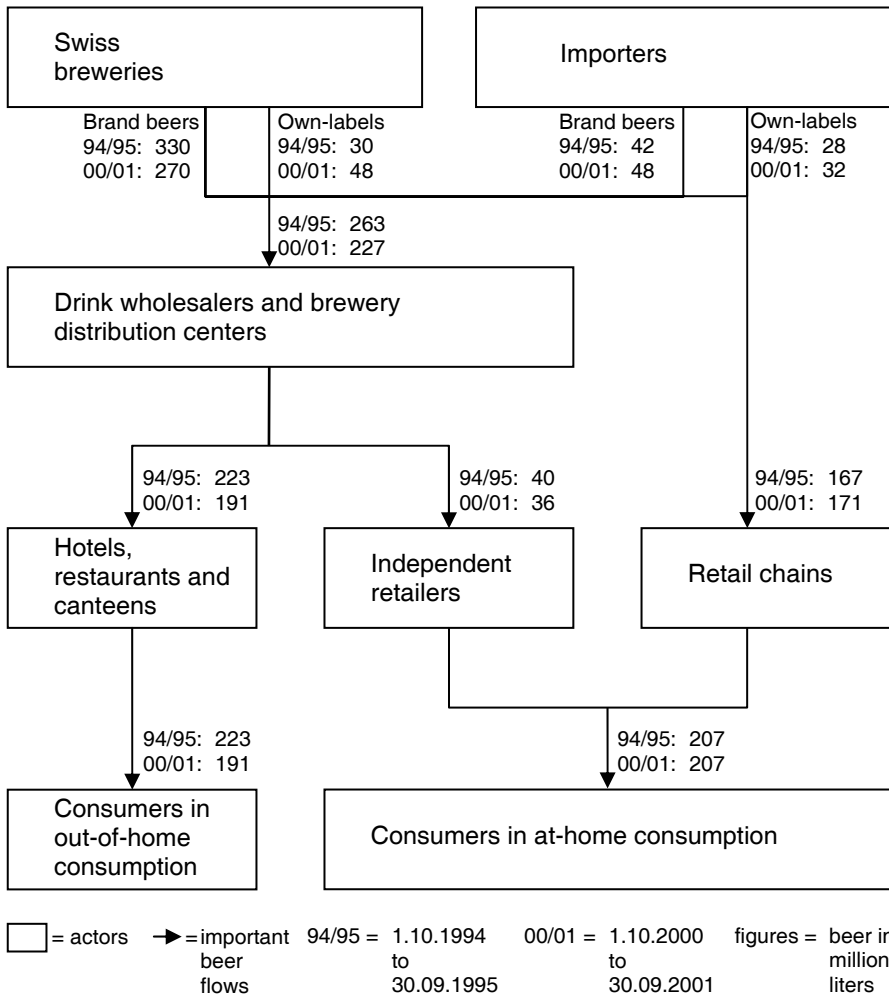 Swiss
breweries
Importers
Brand beers
94/95: 330
00/01: 270
Own-labels
94/95: 30
00/01: 48
Brand beers
94/95: 42
00/01: 48
Own-labels
94/95: 28
00/01: 32
94/95: 263
00/01: 227
Drink wholesalers and brewery
distribution centers
94/95: 223
00/01: 191
94/95: 40
00/01: 36
94/95: 167
00/01: 171
Hotels,
restaurants and
canteens
Independent
retailers
Retail chains
94/95: 223
00/01: 191
94/95: 207
00/01: 207
Consumers in
out-of-home
consumption
Consumers in at-home consumption
= actors
= important
beer
flows
94/95 = 1.10.1994
to
30.09.1995
00/01 = 1.10.2000
to
30.09.2001
figures = beer in
million
liters